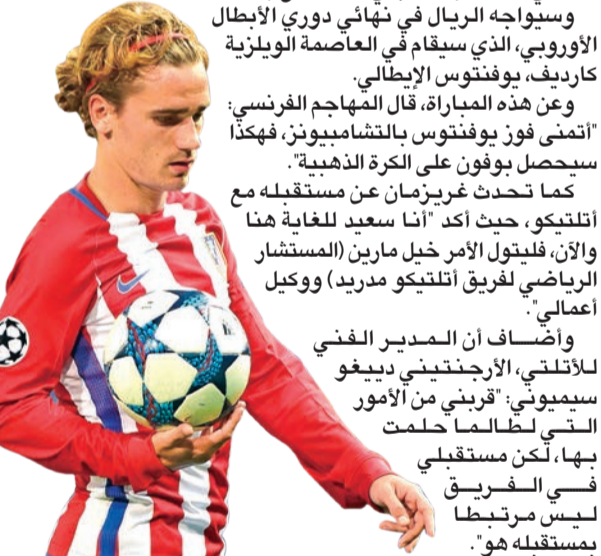 وسيواجه الريال في نهائي دوري الأبطال
الأوروبي، الذي سيقام في العاصمة الويلزية
كارديف، يوفنتوس الإيطالي.
وعن هذه المباراة، قال المهاجم الفرنسي:
"أتمنى فوز يوفنتوس بالتشامبيونز، فهكذا
سيحصل بوفون على الكرة الذهبية".
كما تحدث غريزمان عن مستقبله مع
أتلتيكو، حيث أكد "أنا سعيد للغاية هنا
والآن، فليتول الأمر خيل مارين (المستشار
الرياضي لفريق أتلتيكو مدريد) ووكيل
أعمالي".
وأضاف أن المدير الفني
للأتلتي، الأرجنتيني دييغو
سيميوني: "قربني من الأمور
التي لطالما حلمت
بها، لكن مستقبلي
في الفريق
ليس مرتبطا
بمستقبله هو".